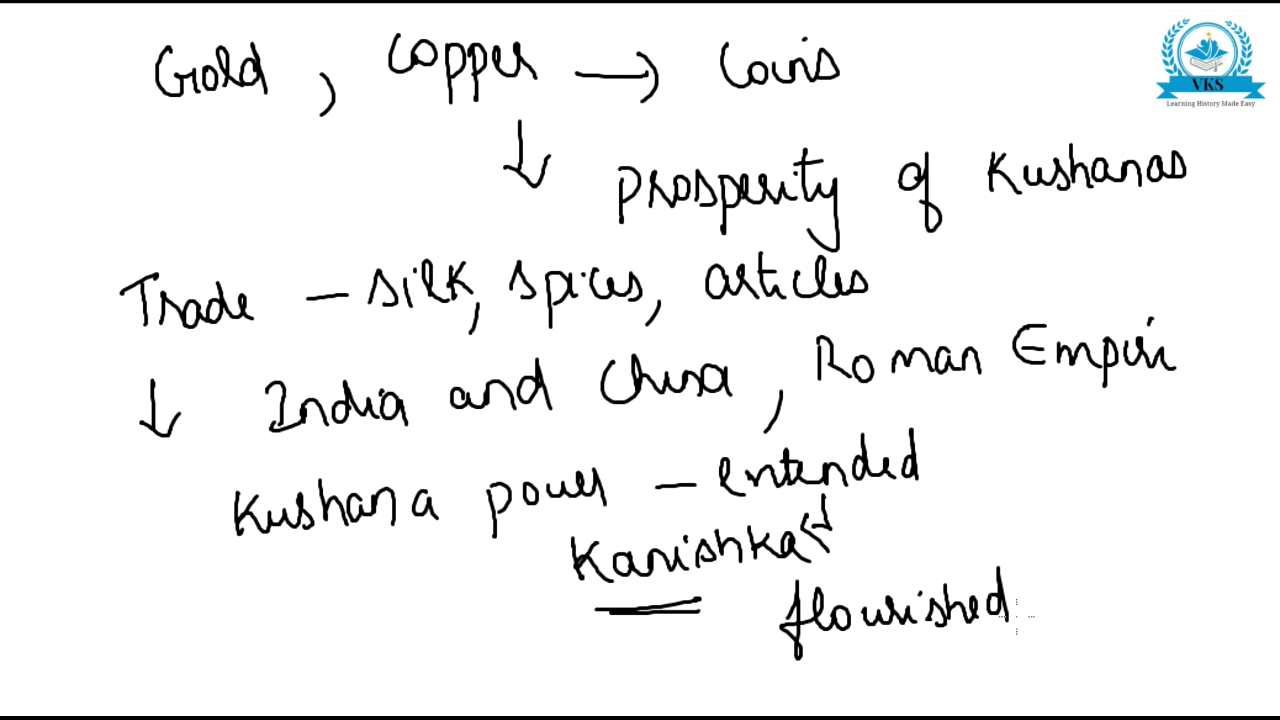 Gold, Copper → Coins
VKS
Learning History Made Easy
↓ Prosperity of Kushanas
Trade – silk, spices, articles
↓ India and China, Roman Empire
Kushana power – extended
Kanishka
flourished